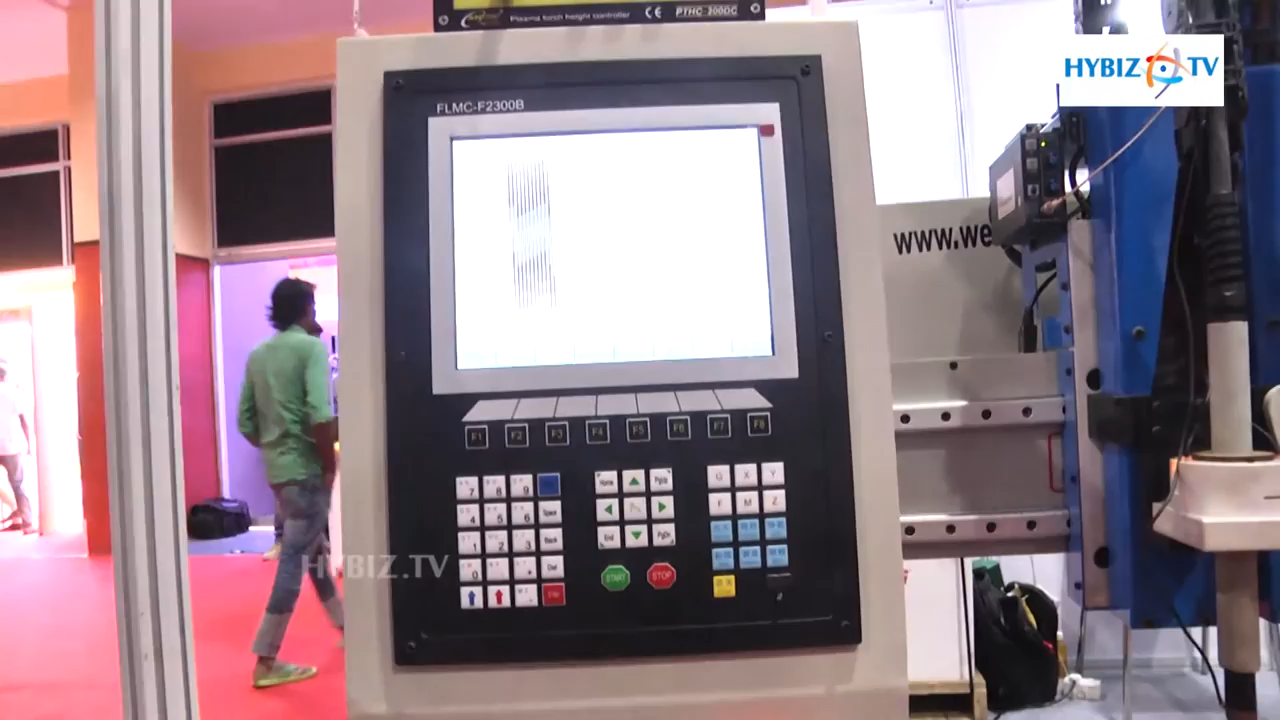 Plasma torch height controller CE PTHC-200DC
HYBIZ TV
FLMC-F2300B
www.we
F1 F2 F3 F4 F5 F6 F7 F8
7 8 9
4 5 6 Space
1 2 3 Back
0 Del
Home PgUp
End PgDn
G X Y
F M Z
START STOP
HYBIZ.TV